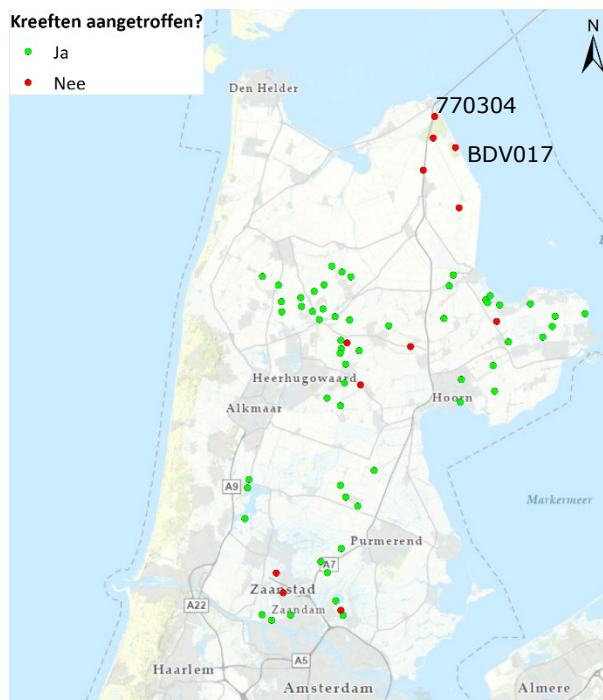 Kreeften aangetroffen?
Ja
Nee
N
Den Helder
770304
BDV017
Heerhugowaard
Alkmaar
Hoorn
A9
Markermeer
Purmerend
A7
Zaanstad
A22
Zaandam
Haarlem
A5
Amsterdam
Almere